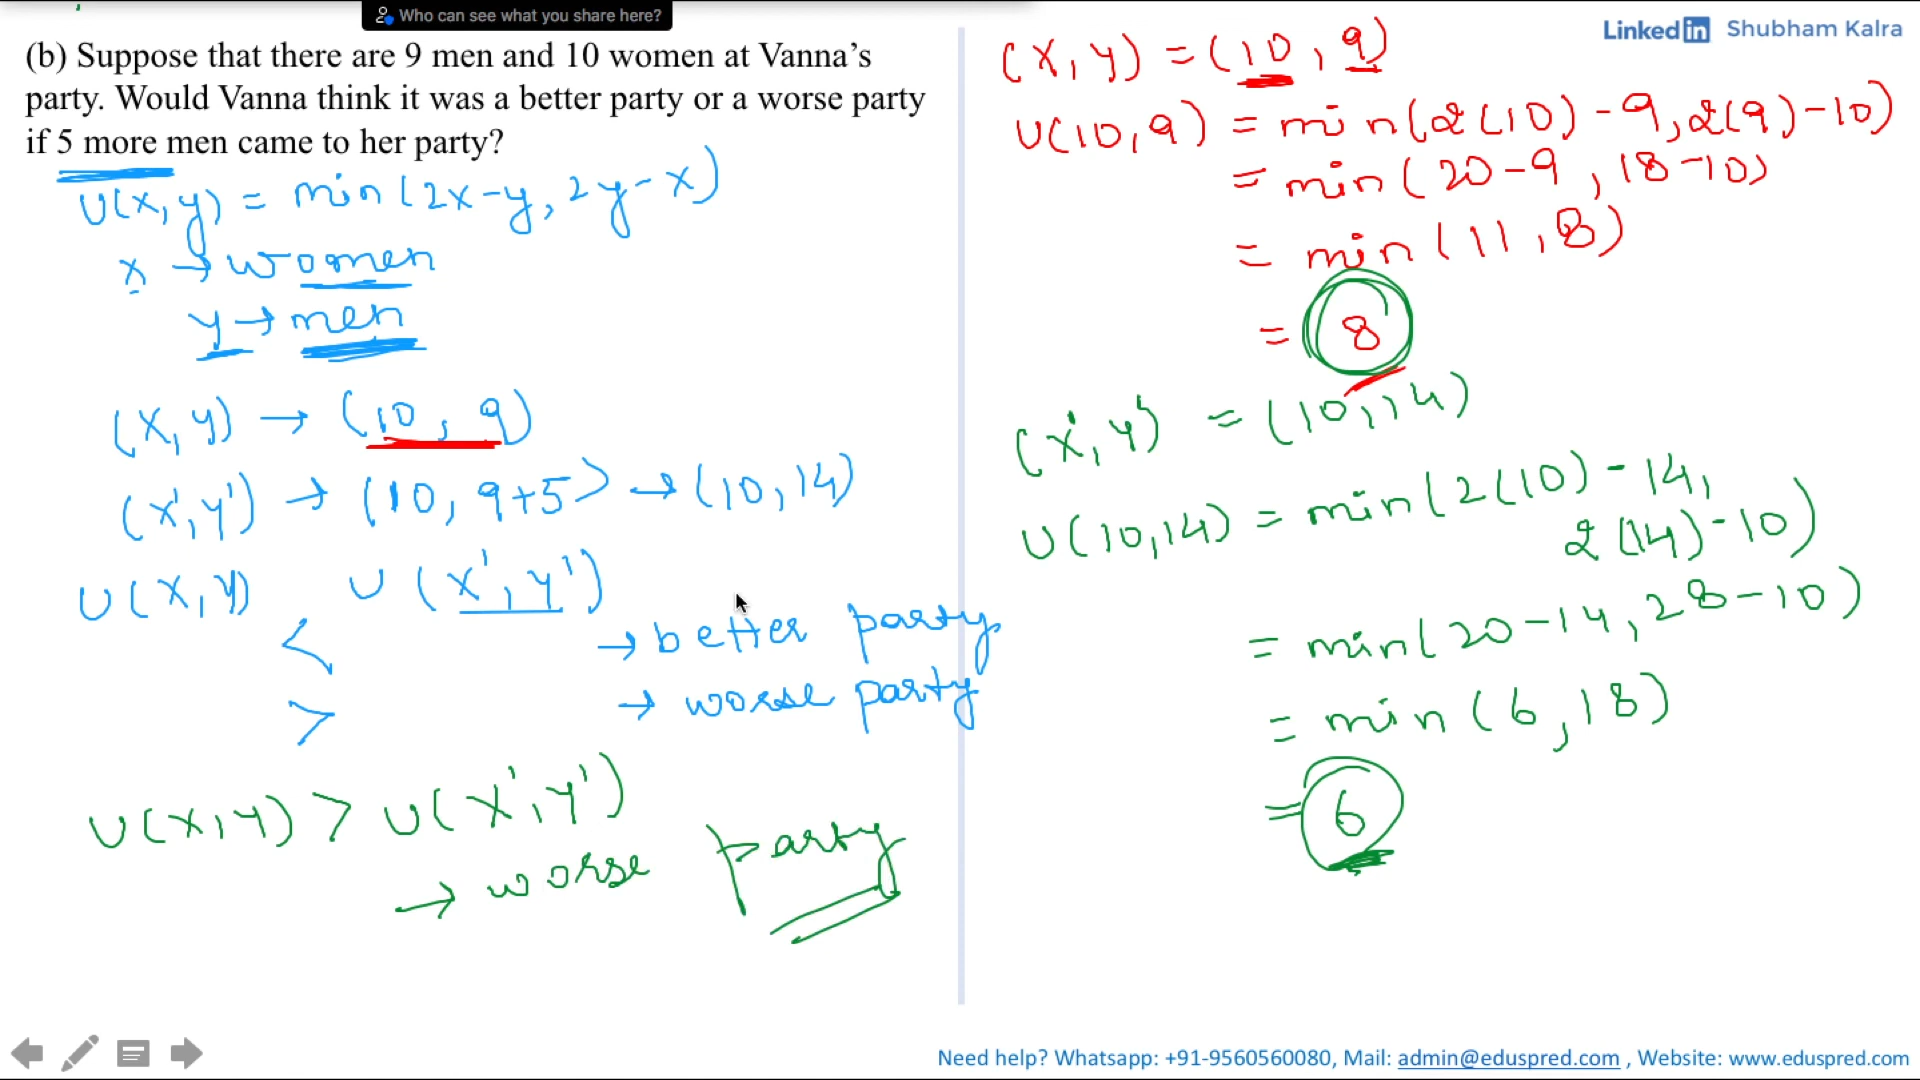 Who can see what you share here?
(b) Suppose that there are 9 men and 10 women at Vanna’s
party. Would Vanna think it was a better party or a worse party
if 5 more men came to her party?
U(x, y) = min(2x-y, 2y-x)
x → women
y → men
(x, y) → (10, 9)
(x', y') → (10, 9+5) → (10, 14)
U(x, y) U(x', y')
< → better party
> → worse party
U(x, y) > U(x', y')
→ worse party
Linked in Shubham Kalra
(x, y) = (10, 9)
U(10, 9) = min(2(10) - 9, 2(9) - 10)
= min(20-9, 18-10)
= min(11, 8)
= 8
(x', y') = (10, 14)
U(10, 14) = min(2(10) - 14,
2(14) - 10)
= min(20-14, 28-10)
= min(6, 18)
= 6
Need help? Whatsapp: +91-9560560080, Mail: admin@eduspred.com , Website: www.eduspred.com